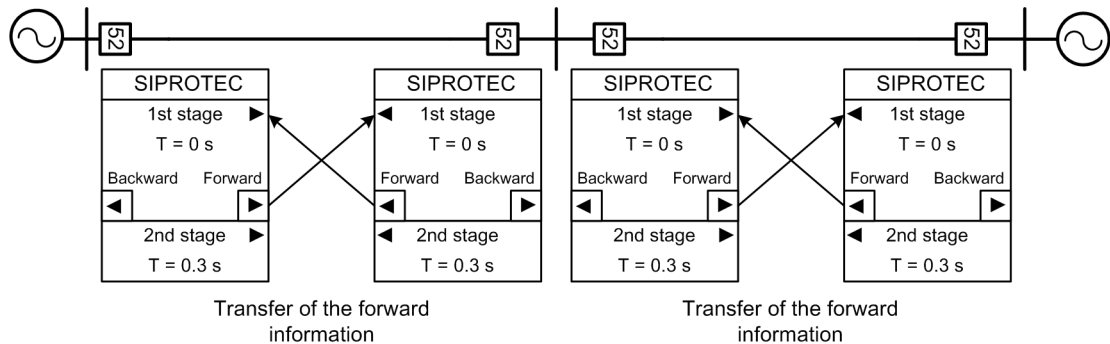 52 52 52 52
SIPROTEC SIPROTEC SIPROTEC SIPROTEC
1st stage 1st stage 1st stage 1st stage
T = 0 s T = 0 s T = 0 s T = 0 s
Backward Forward Forward Backward Backward Forward Forward Backward
2nd stage 2nd stage 2nd stage 2nd stage
T = 0.3 s T = 0.3 s T = 0.3 s T = 0.3 s
Transfer of the forward Transfer of the forward
information information